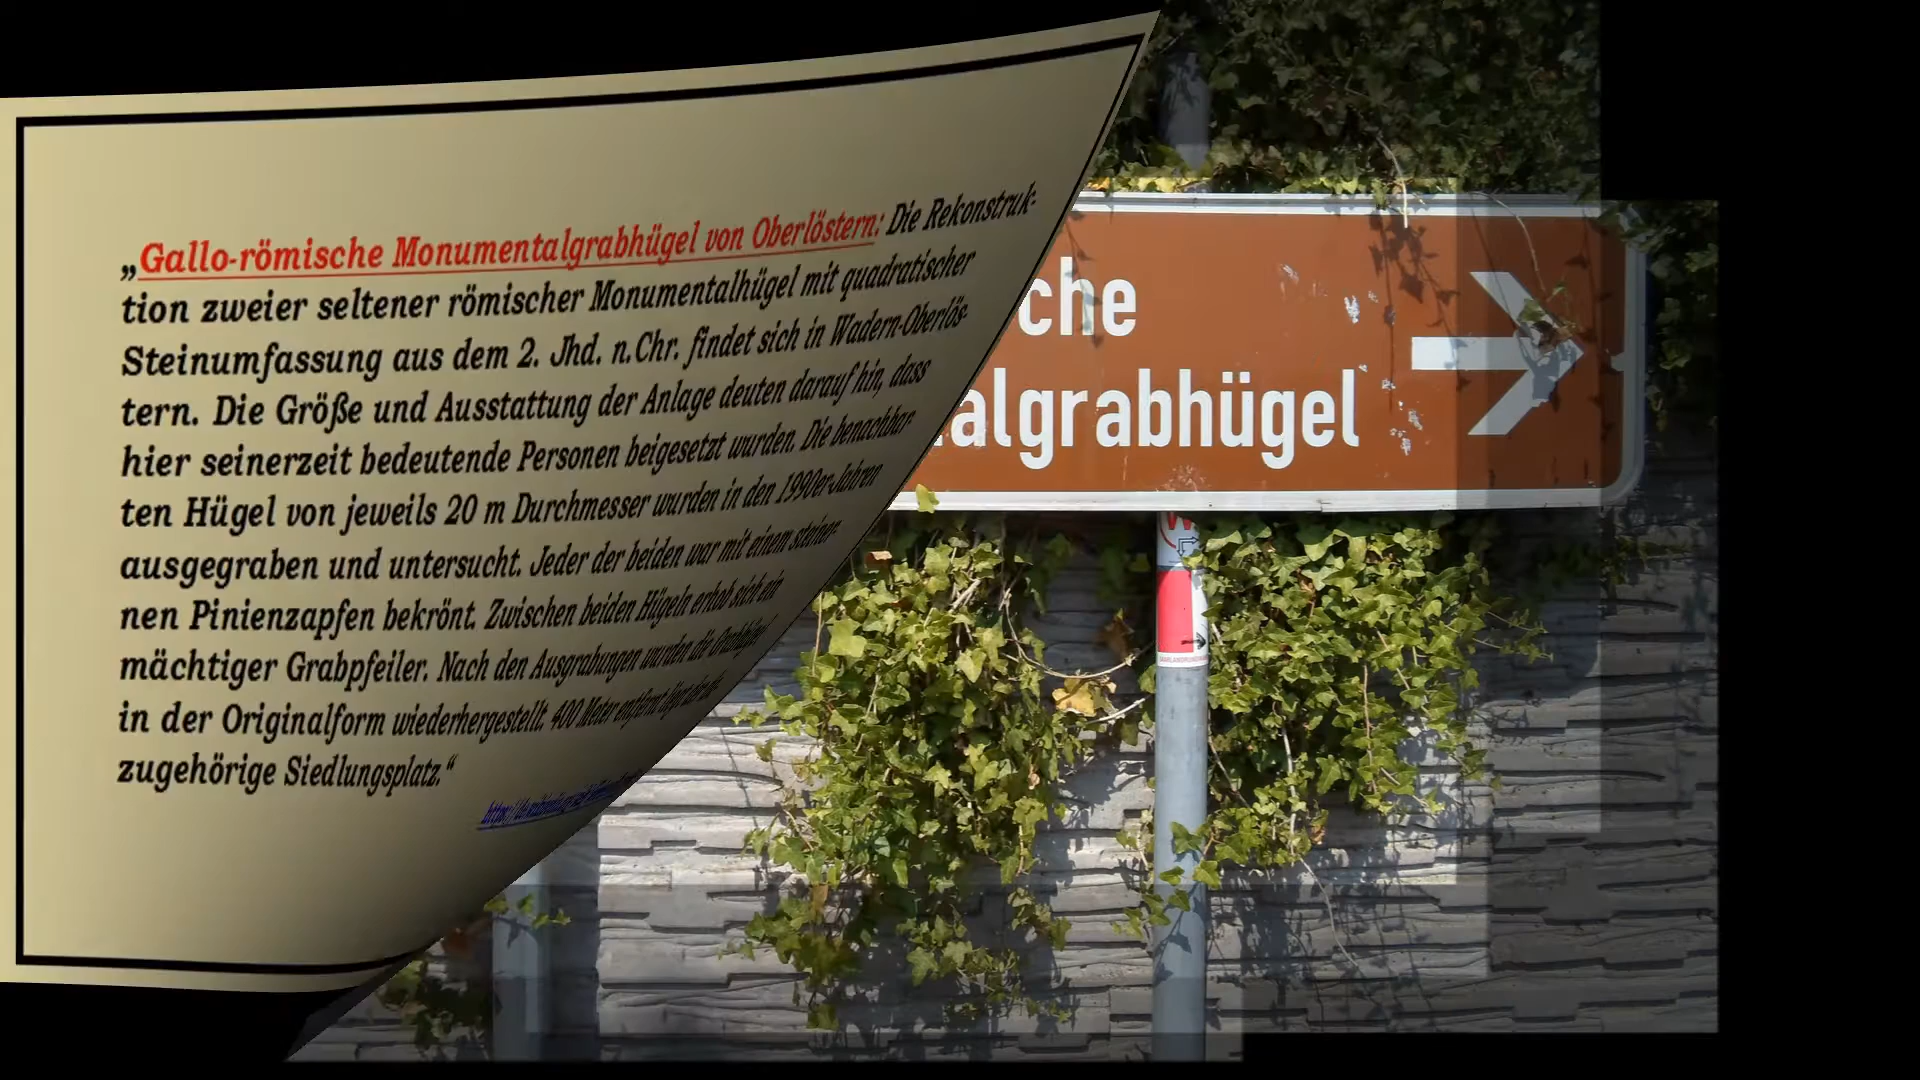 „Gallo-römische Monumentalgrabhügel von Oberlöstern: Die Rekonstruk-
tion zweier seltener römischer Monumentalhügel mit quadratischer
Steinumfassung aus dem 2. Jhd. n.Chr. findet sich in Wadern-Oberlös-
tern. Die Größe und Ausstattung der Anlage deuten darauf hin, dass
hier seinerzeit bedeutende Personen beigesetzt wurden. Die benachbar-
ten Hügel von jeweils 20 m Durchmesser wurden in den 1990er-Jahren
ausgegraben und untersucht. Jeder der beiden war mit einem steiner-
nen Pinienzapfen bekrönt. Zwischen beiden Hügeln erhob sich ein
mächtiger Grabpfeiler. Nach den Ausgrabungen wurden die Grabhügel
in der Originalform wiederhergestellt. 400 Meter entfernt liegt der da-
zugehörige Siedlungsplatz.“
che
algrabhügel